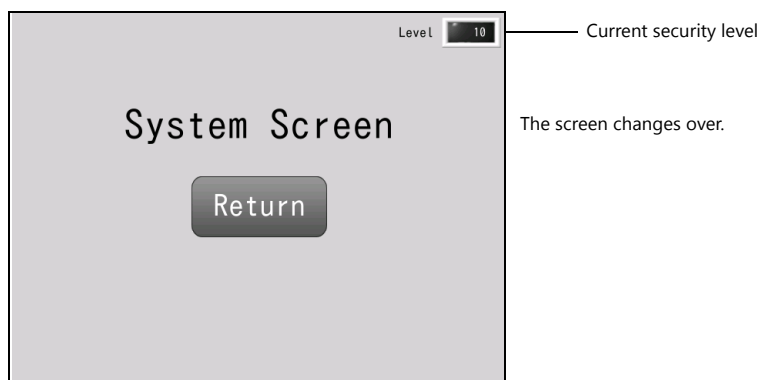 Level 10 Current security level
System Screen
The screen changes over.
Return